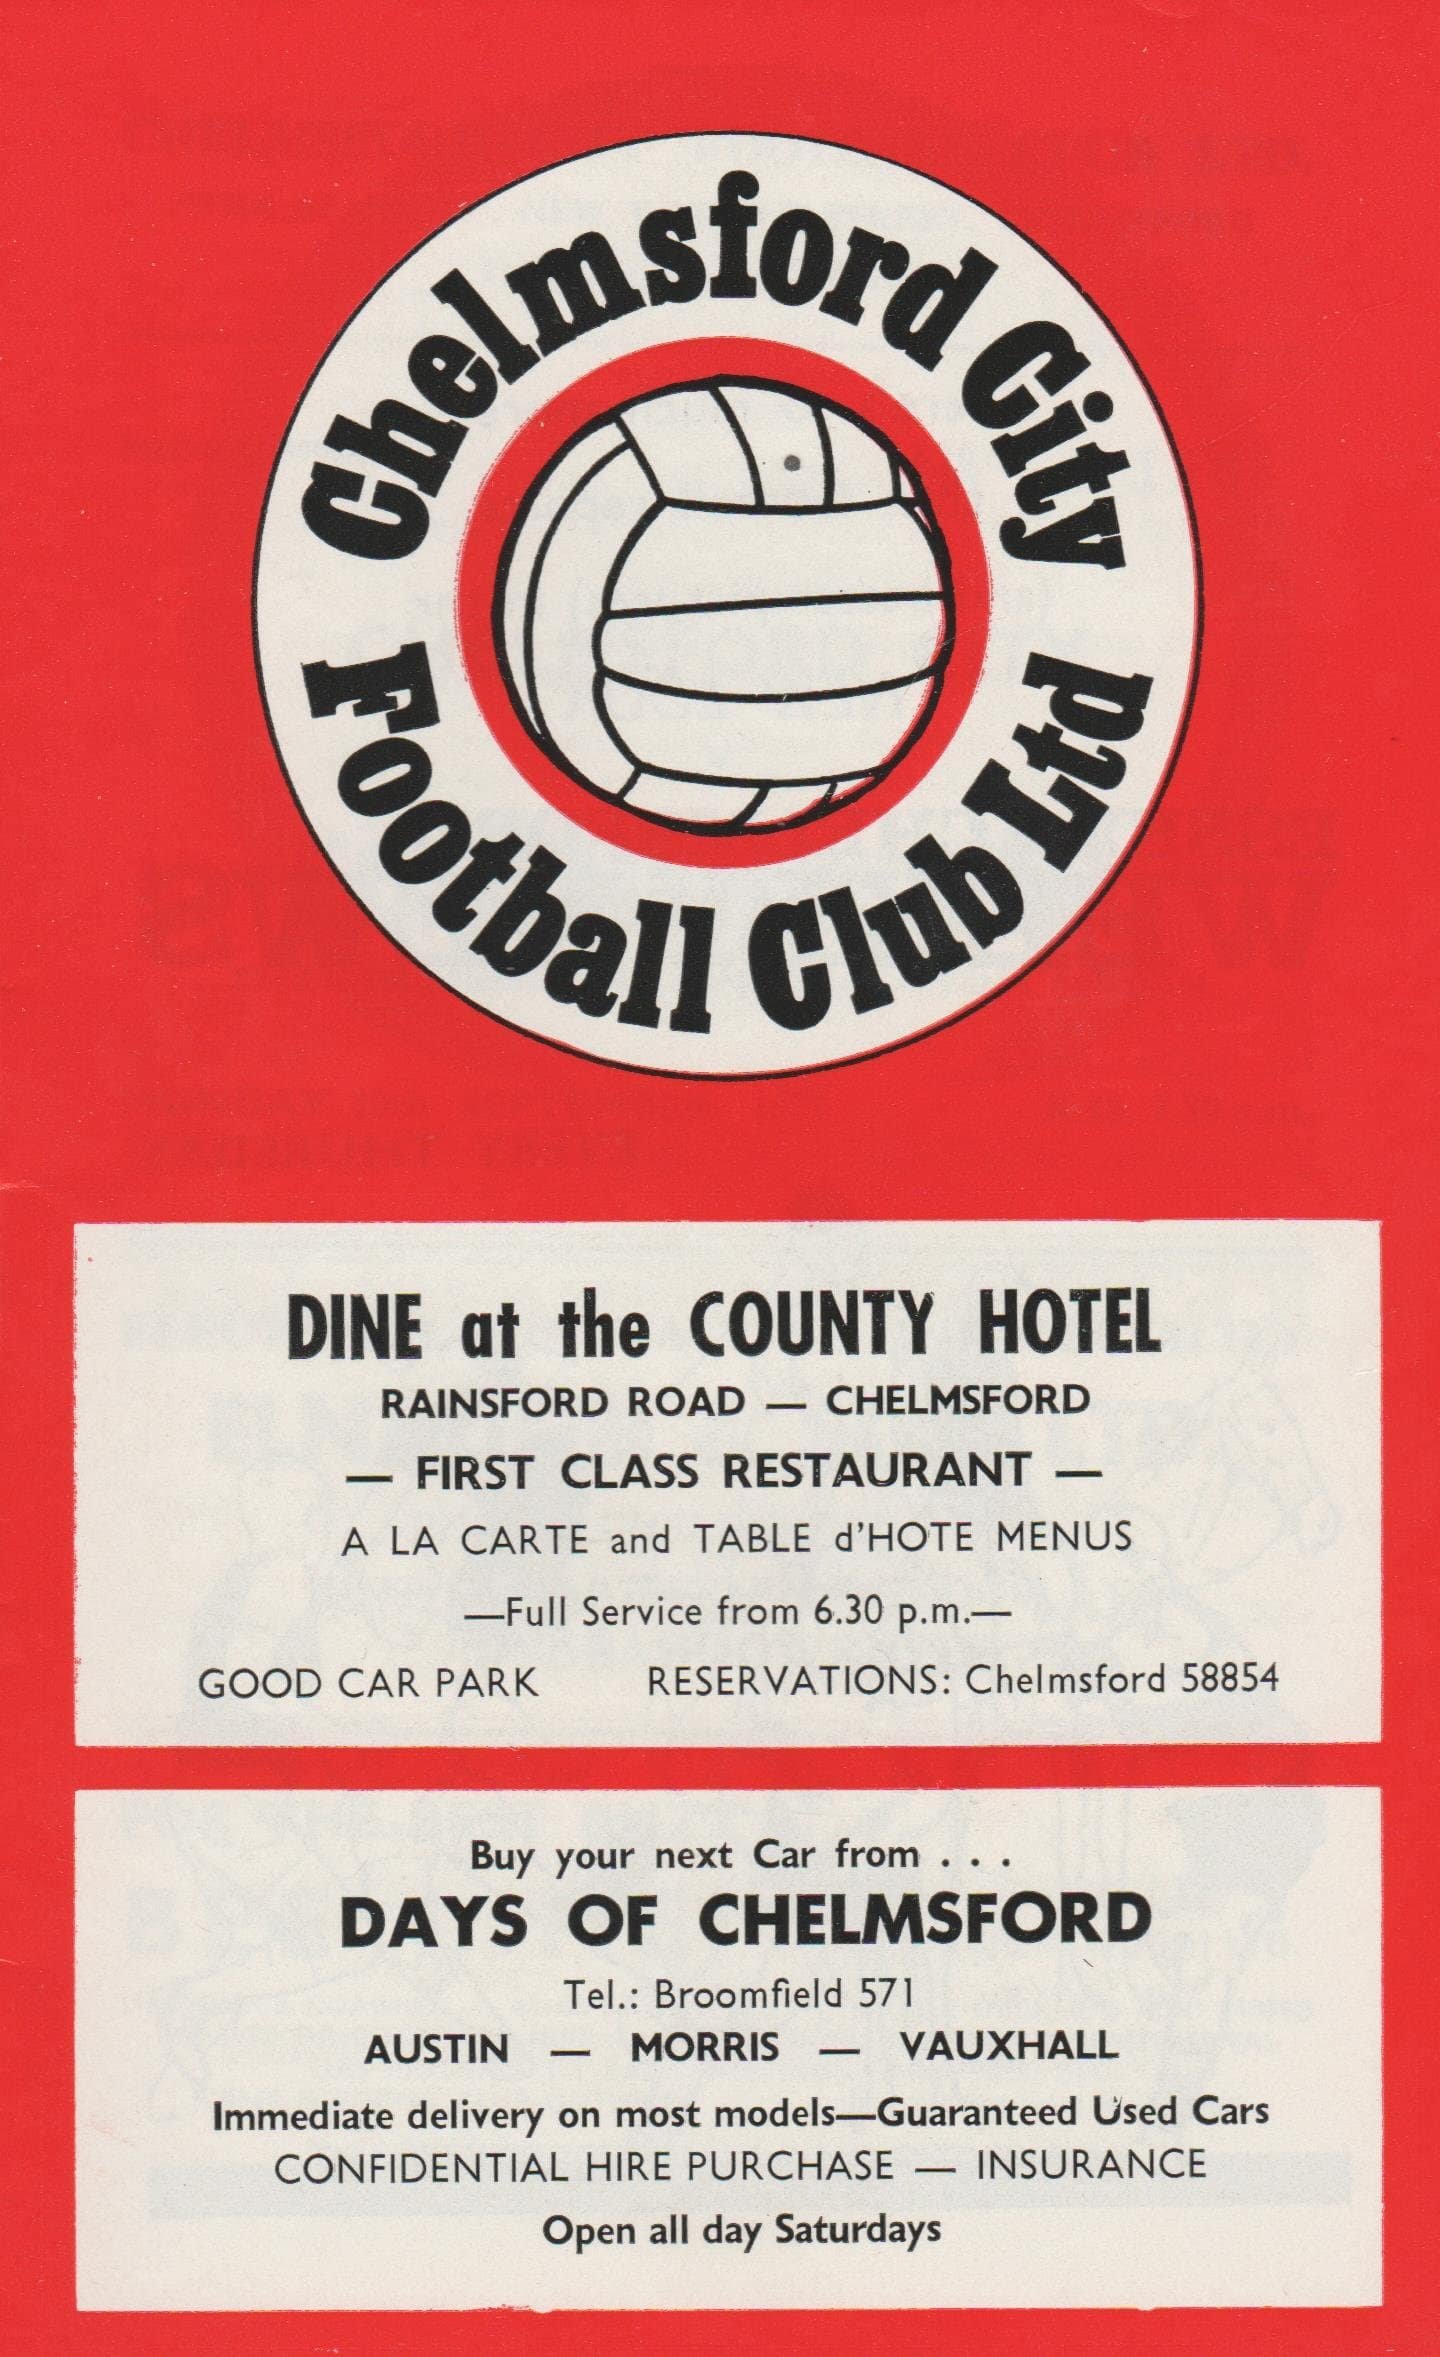 Chelmsford City
Football Club Ltd
DINE at the COUNTY HOTEL
RAINSFORD ROAD — CHELMSFORD
— FIRST CLASS RESTAURANT —
A LA CARTE and TABLE d'HOTE MENUS
—Full Service from 6.30 p.m.—
GOOD CAR PARK RESERVATIONS: Chelmsford 58854
Buy your next Car from . . .
DAYS OF CHELMSFORD
Tel.: Broomfield 571
AUSTIN — MORRIS — VAUXHALL
Immediate delivery on most models—Guaranteed Used Cars
CONFIDENTIAL HIRE PURCHASE — INSURANCE
Open all day Saturdays